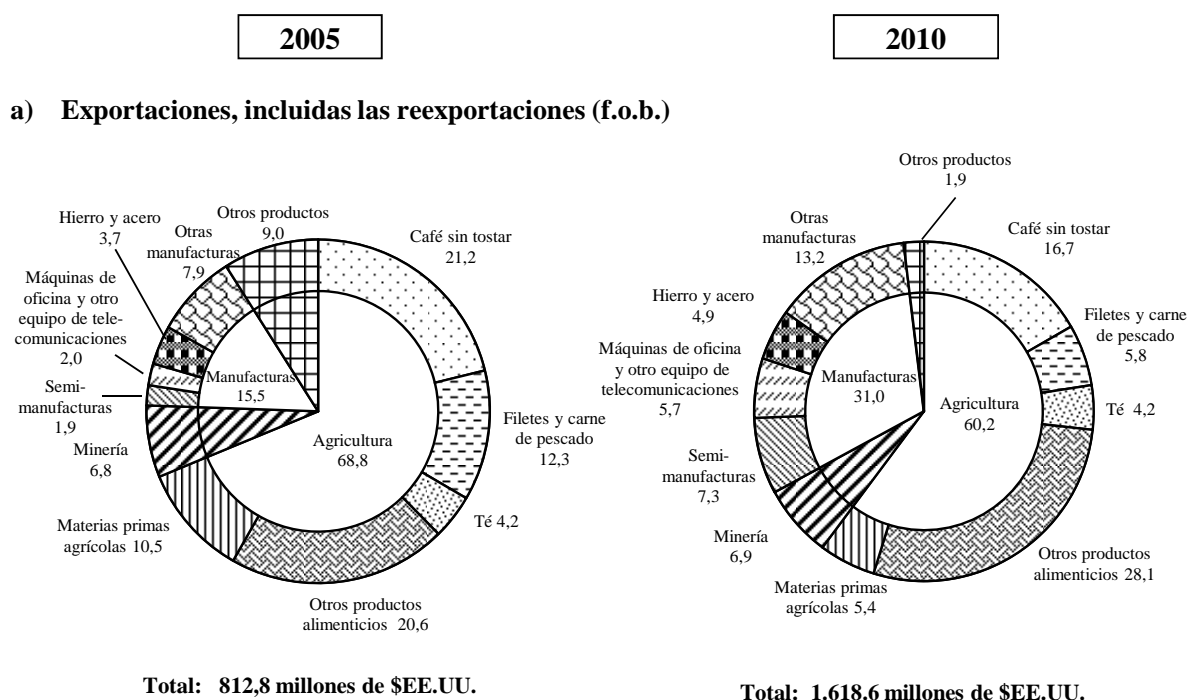 2005
2010
a) Exportaciones, incluidas las reexportaciones (f.o.b.)
Otros productos
9,0
Café sin tostar
21,2
Filetes y carne
de pescado
12,3
Té 4,2
Otros productos
alimenticios 20,6
Materias primas
agrícolas 10,5
Minería
6,8
Semi-
manufacturas
1,9
Máquinas de
oficina y otro
equipo de tele-
comunicaciones
2,0
Hierro y acero
3,7
Otras
manufacturas
7,9
Manufacturas
15,5
Agricultura
68,8
Total: 812,8 millones de $EE.UU.
Otros productos
1,9
Café sin tostar
16,7
Filetes y carne
de pescado
5,8
Té 4,2
Otros productos
alimenticios 28,1
Materias primas
agrícolas 5,4
Minería
6,9
Semi-
manufacturas
7,3
Máquinas de oficina
y otro equipo de
telecomunicaciones
5,7
Hierro y acero
4,9
Otras
manufacturas
13,2
Manufacturas
31,0
Agricultura
60,2
Total: 1.618,6 millones de $EE.UU.